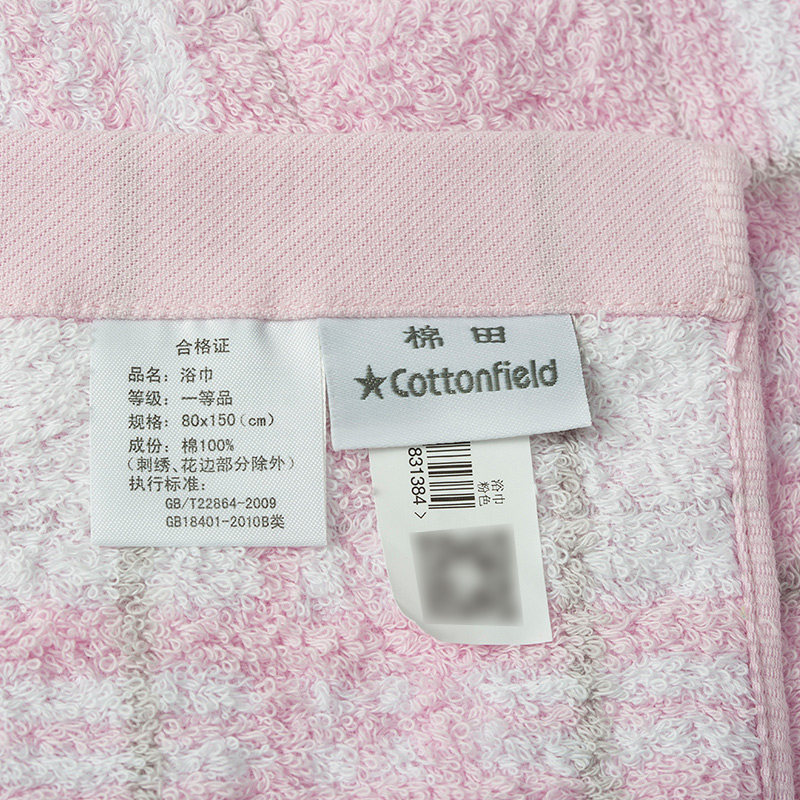 合格证
品名：浴巾
等级：一等品
规格：80x150（cm）
成份：棉100%
（刺绣、花边部分除外）
执行标准：
GB/T22864-2009
GB18401-2010B类
棉田
★Cottonfield
831384>
浴巾
粉色